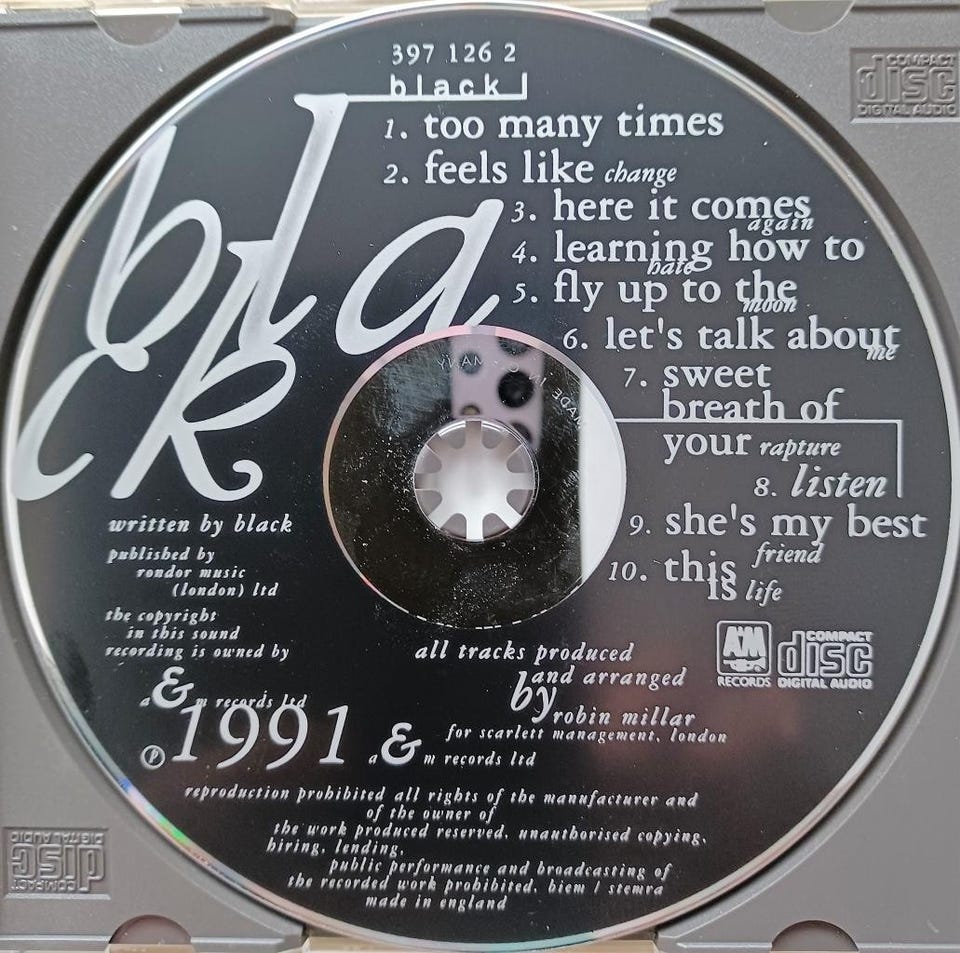 397 126 2
black
bla
ck
1. too many times
2. feels like change
3. here it comes
again
4. learning how to
hate
5. fly up to the
moon
6. let's talk about
me
7. sweet
breath of
your rapture
8. listen
9. she's my best
friend
10. this
is life
written by black
published by
rondor music
(london) ltd
the copyright
in this sound
recording is owned by
a & m records ltd
℗ 1991 a & m records ltd
all tracks produced
and arranged
by
robin millar
for scarlett management, london
A&M
RECORDS
COMPACT
disc
DIGITAL AUDIO
reproduction prohibited all rights of the manufacturer and
of the owner of
the work produced reserved. unauthorised copying,
hiring, lending,
public performance and broadcasting of
the recorded work prohibited. biem / stemra
made in england
COMPACT
disc
DIGITAL AUDIO
COMPACT
disc
DIGITAL AUDIO